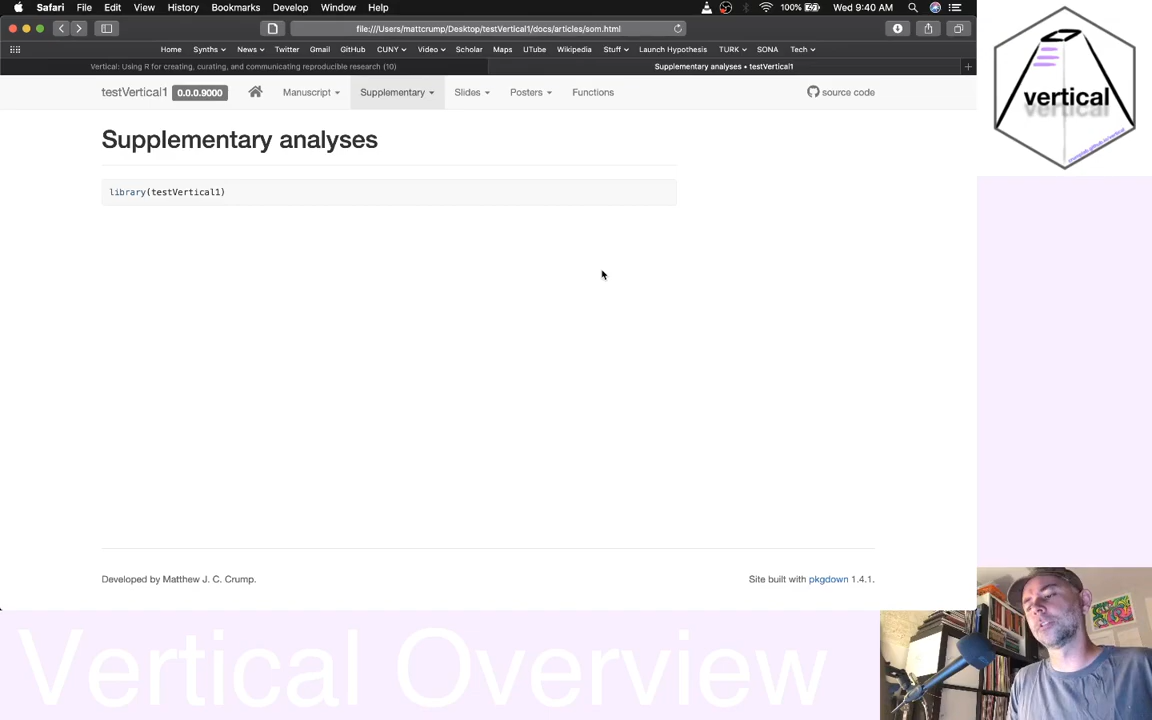 Safari File Edit View History Bookmarks Develop Window Help 100% Wed 9:40 AM
file:///Users/mattcrump/Desktop/testVertical1/docs/articles/som.html
Home Synths News Twitter Gmail GitHub CUNY Video Scholar Maps UTube Wikipedia Stuff Launch Hypothesis TURK SONA Tech
Vertical: Using R for creating, curating, and communicating reproducible research (10) Supplementary analyses • testVertical1
testVertical1 0.0.0.9000 Manuscript Supplementary Slides Posters Functions source code
Supplementary analyses
library(testVertical1)
Developed by Matthew J. C. Crump.
Site built with pkgdown 1.4.1.
vertical
crumplab.github.io/vertical
Vertical Overview